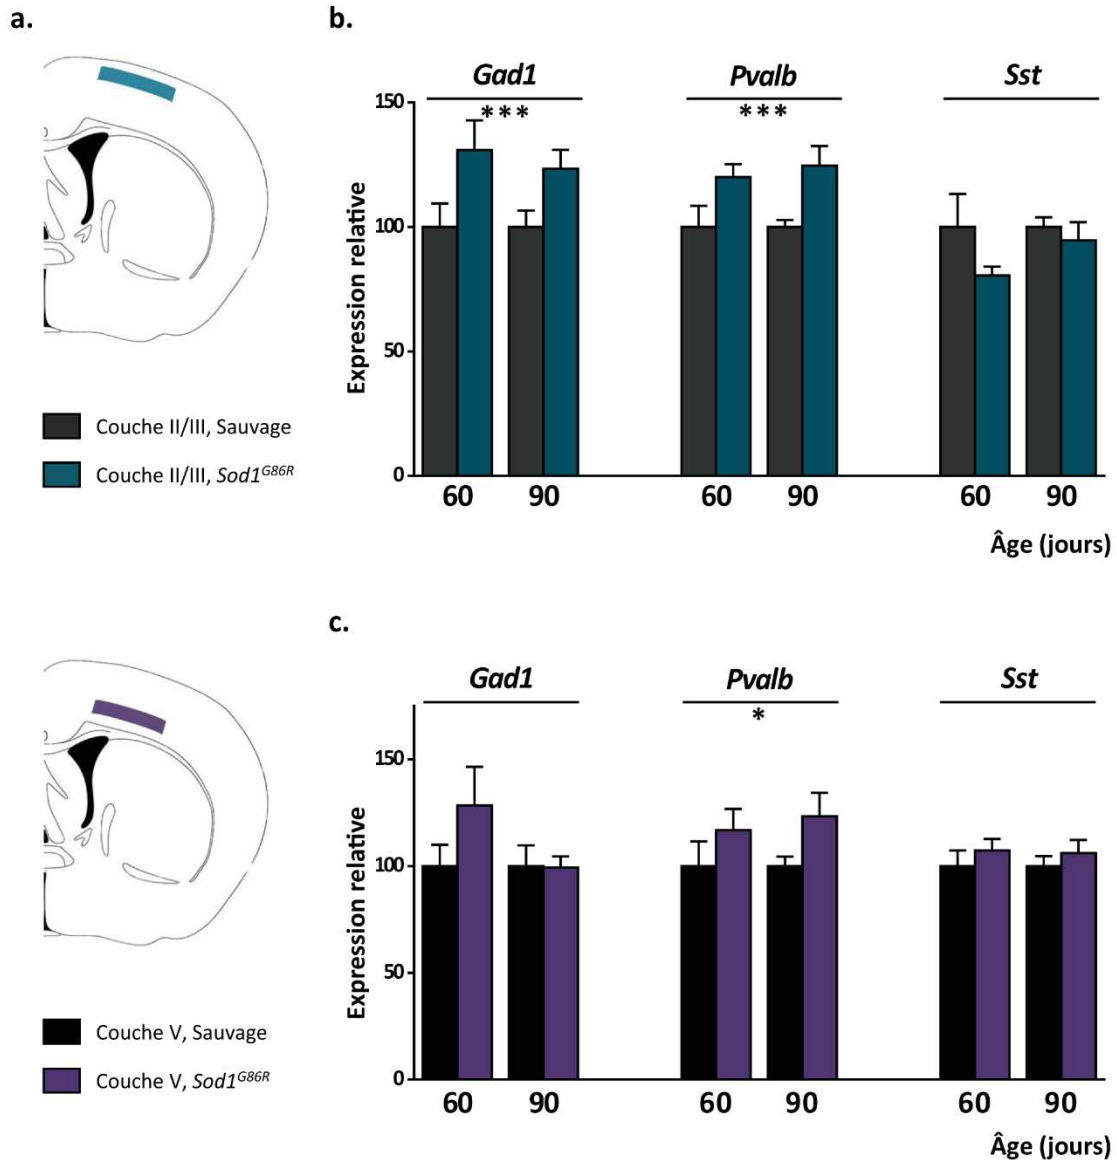 a.
b.
Gad1 Pvalb Sst
*** ***
150
100
50
0
Expression relative
60 90 60 90 60 90
Âge (jours)
Couche II/III, Sauvage
Couche II/III, Sod1G86R
c.
Gad1 Pvalb Sst
*
150
100
50
0
Expression relative
60 90 60 90 60 90
Âge (jours)
Couche V, Sauvage
Couche V, Sod1G86R